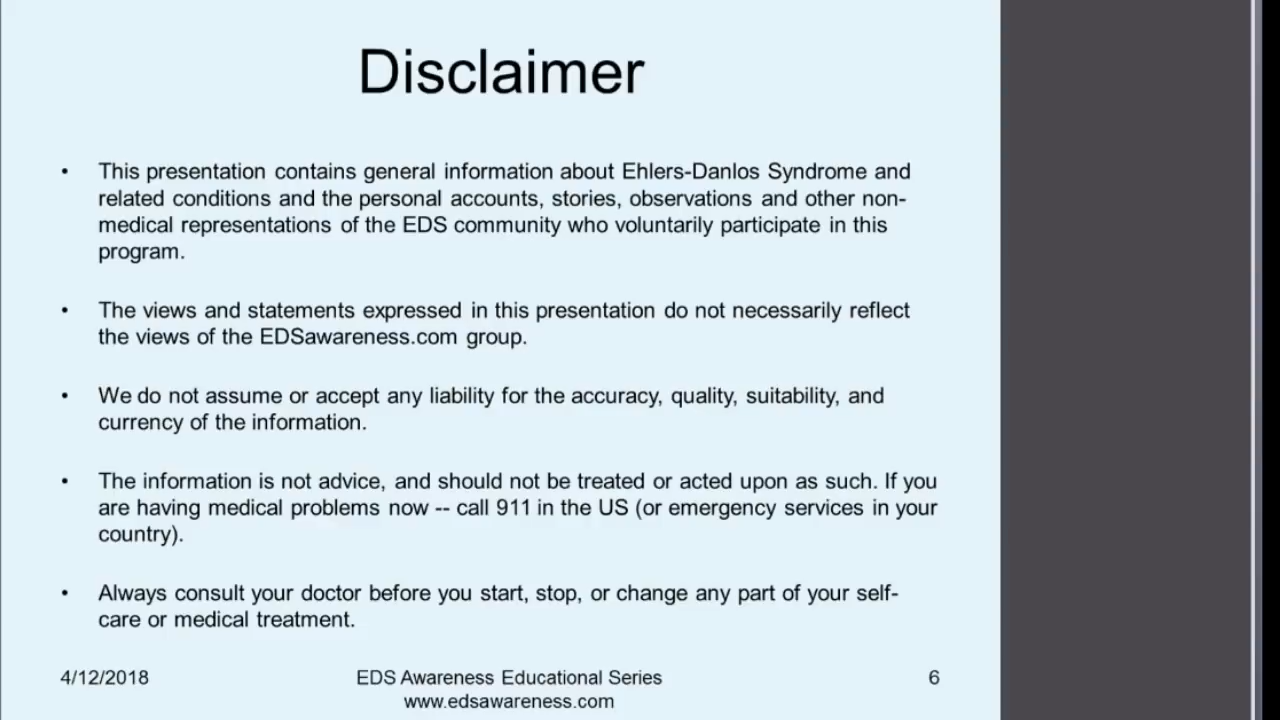 Disclaimer
• This presentation contains general information about Ehlers-Danlos Syndrome and
related conditions and the personal accounts, stories, observations and other non-
medical representations of the EDS community who voluntarily participate in this
program.
• The views and statements expressed in this presentation do not necessarily reflect
the views of the EDSawareness.com group.
• We do not assume or accept any liability for the accuracy, quality, suitability, and
currency of the information.
• The information is not advice, and should not be treated or acted upon as such. If you
are having medical problems now -- call 911 in the US (or emergency services in your
country).
• Always consult your doctor before you start, stop, or change any part of your self-
care or medical treatment.
4/12/2018 EDS Awareness Educational Series 6
www.edsawareness.com